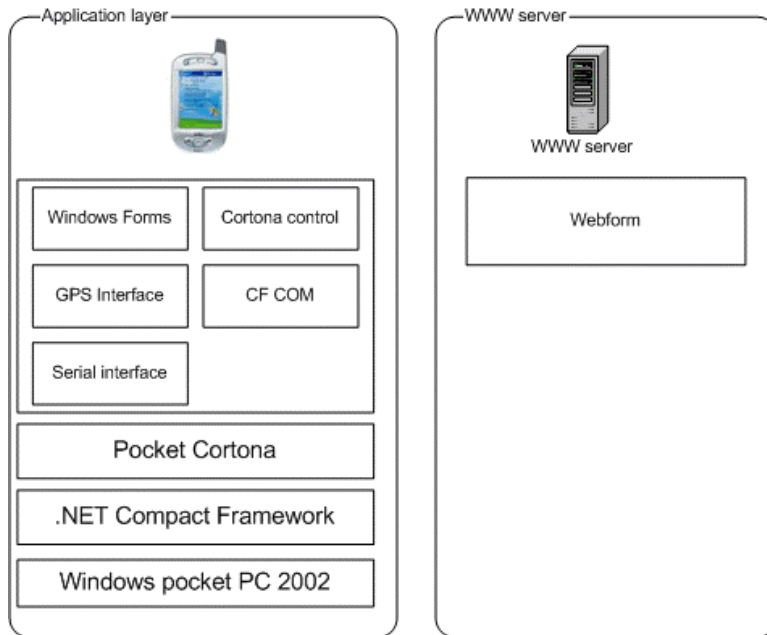 Application layer
Windows Forms
Cortona control
GPS Interface
CF COM
Serial interface
Pocket Cortona
.NET Compact Framework
Windows pocket PC 2002
WWW server
WWW server
Webform